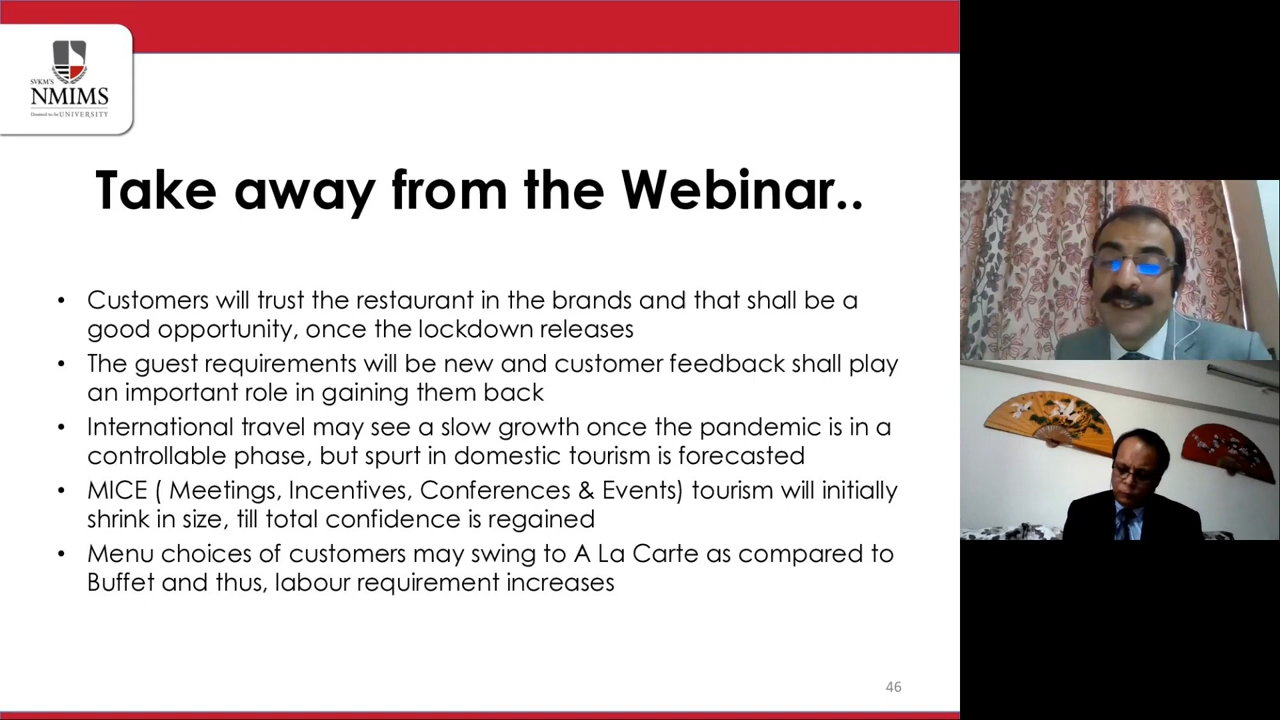 SVKM'S
NMIMS
Deemed-to-be UNIVERSITY
Take away from the Webinar..
• Customers will trust the restaurant in the brands and that shall be a
good opportunity, once the lockdown releases
• The guest requirements will be new and customer feedback shall play
an important role in gaining them back
• International travel may see a slow growth once the pandemic is in a
controllable phase, but spurt in domestic tourism is forecasted
• MICE ( Meetings, Incentives, Conferences & Events) tourism will initially
shrink in size, till total confidence is regained
• Menu choices of customers may swing to A La Carte as compared to
Buffet and thus, labour requirement increases
46